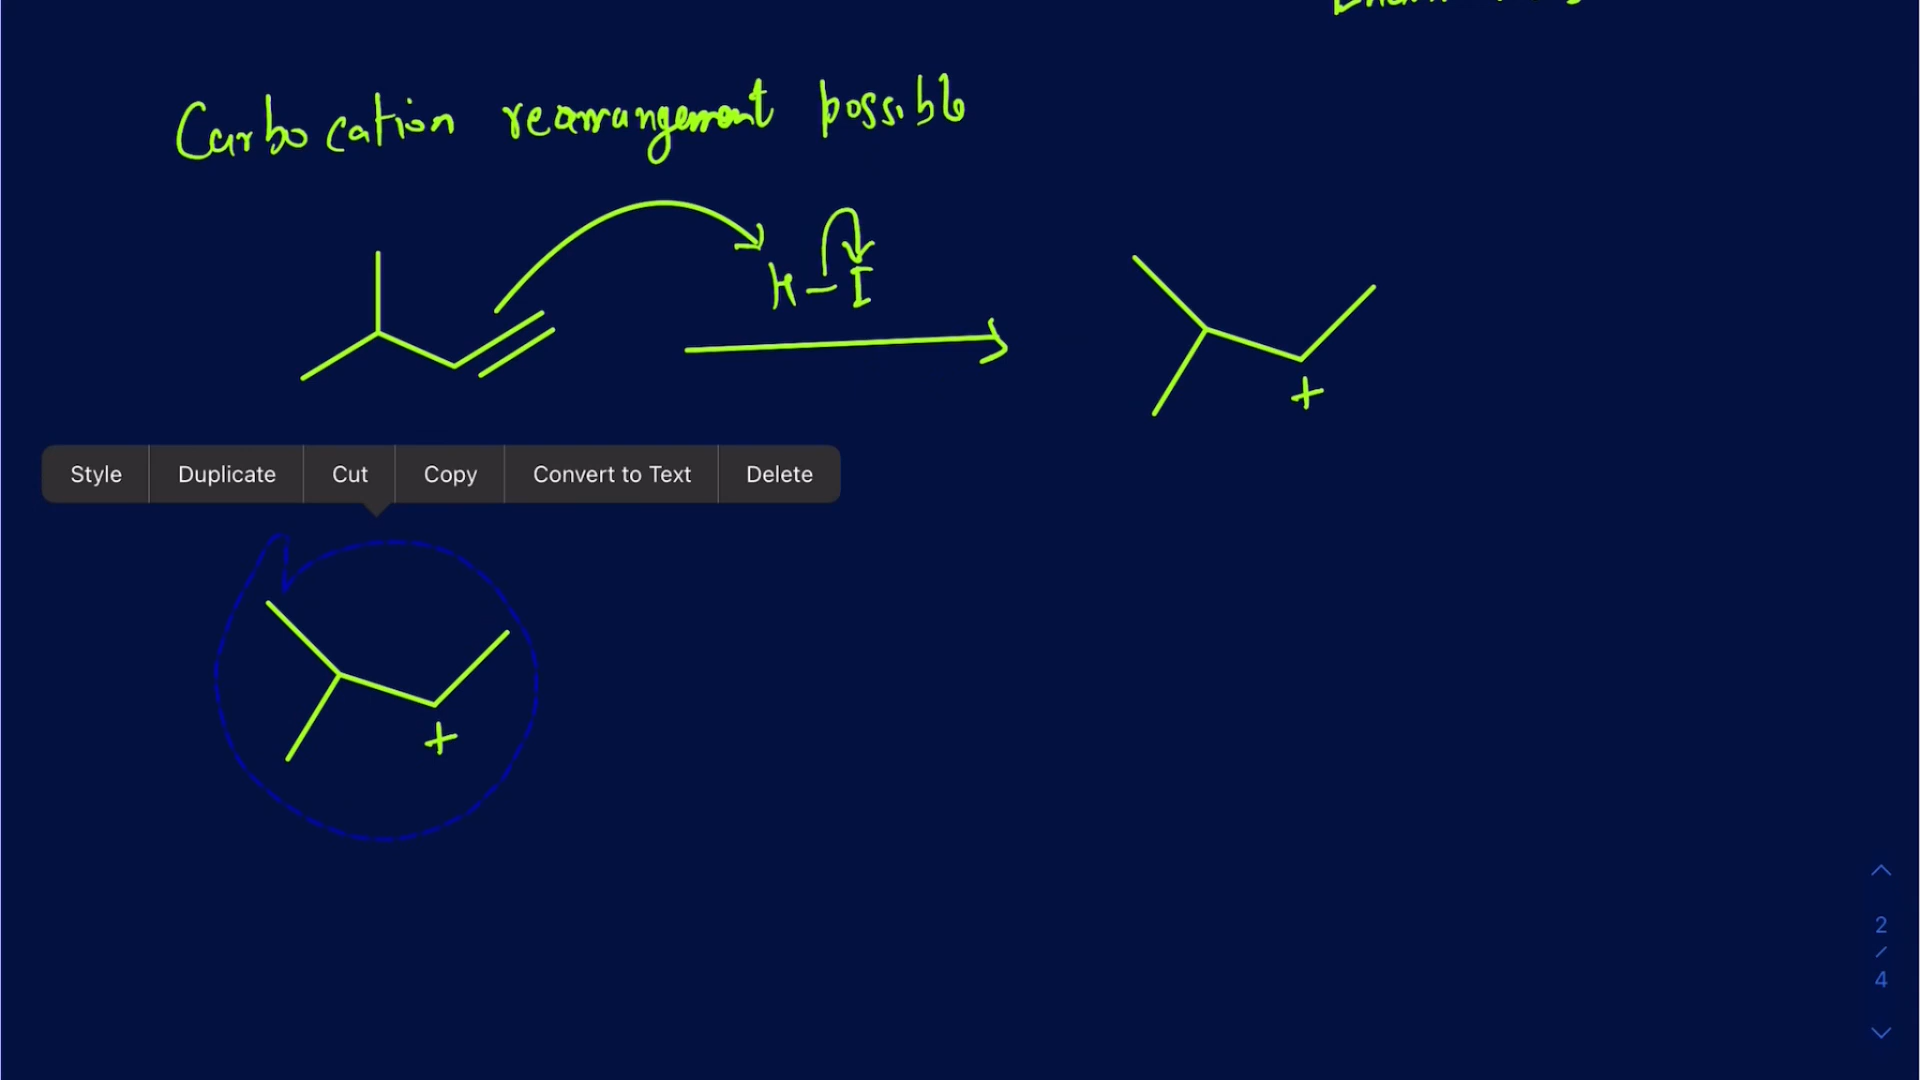 Carbocation rearrangement possible
H-I
+
Style Duplicate Cut Copy Convert to Text Delete
+
2
/
4